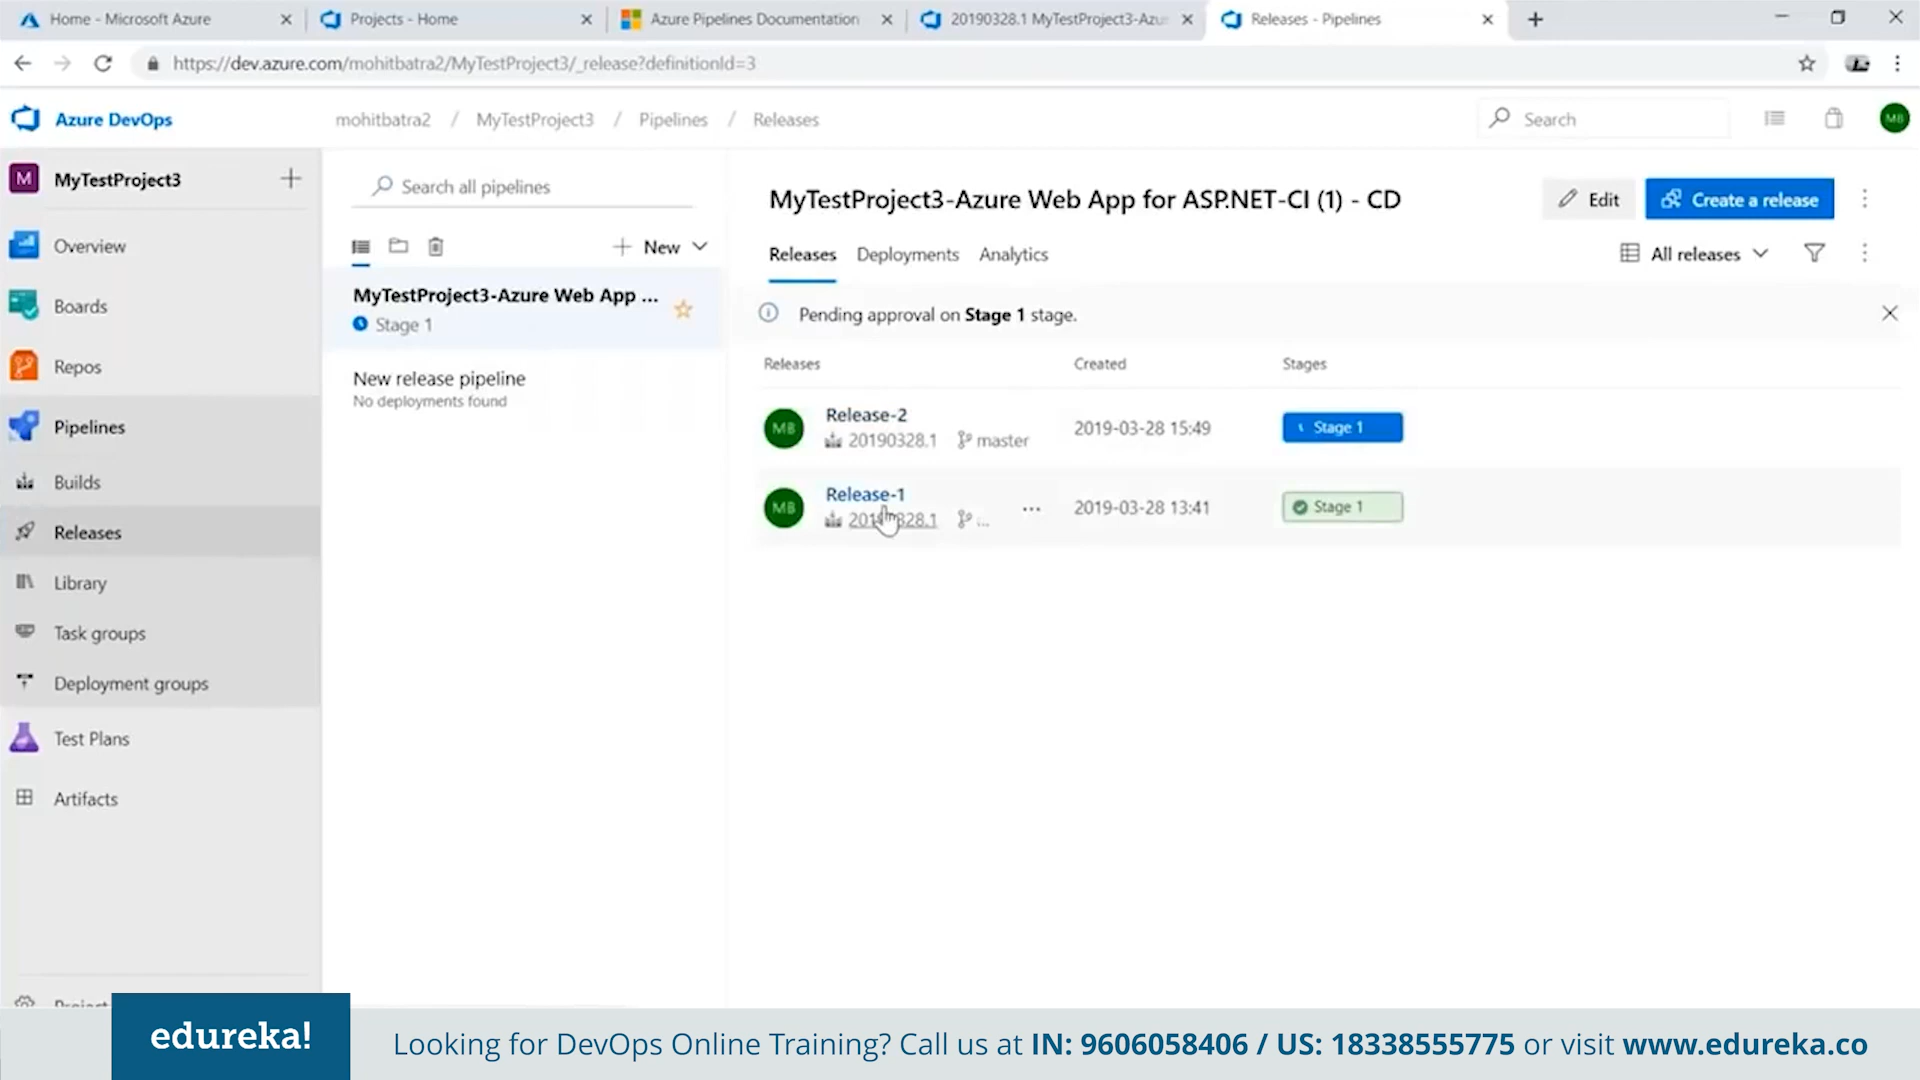 Home - Microsoft Azure
Projects - Home
Azure Pipelines Documentation
20190328.1 MyTestProject3-Azu
Releases - Pipelines
https://dev.azure.com/mohitbatra2/MyTestProject3/_release?definitionId=3
Azure DevOps
mohitbatra2 / MyTestProject3 / Pipelines / Releases
Search
MB
M MyTestProject3
Overview
Boards
Repos
Pipelines
Builds
Releases
Library
Task groups
Deployment groups
Test Plans
Artifacts
Project
Search all pipelines
New
MyTestProject3-Azure Web App ...
Stage 1
New release pipeline
No deployments found
MyTestProject3-Azure Web App for ASP.NET-CI (1) - CD
Edit
Create a release
Releases Deployments Analytics
All releases
Pending approval on Stage 1 stage.
Releases Created Stages
MB Release-2
20190328.1 master
2019-03-28 15:49
Stage 1
MB Release-1
20190328.1 ...
...
2019-03-28 13:41
Stage 1
edureka!
Looking for DevOps Online Training? Call us at IN: 9606058406 / US: 18338555775 or visit www.edureka.co